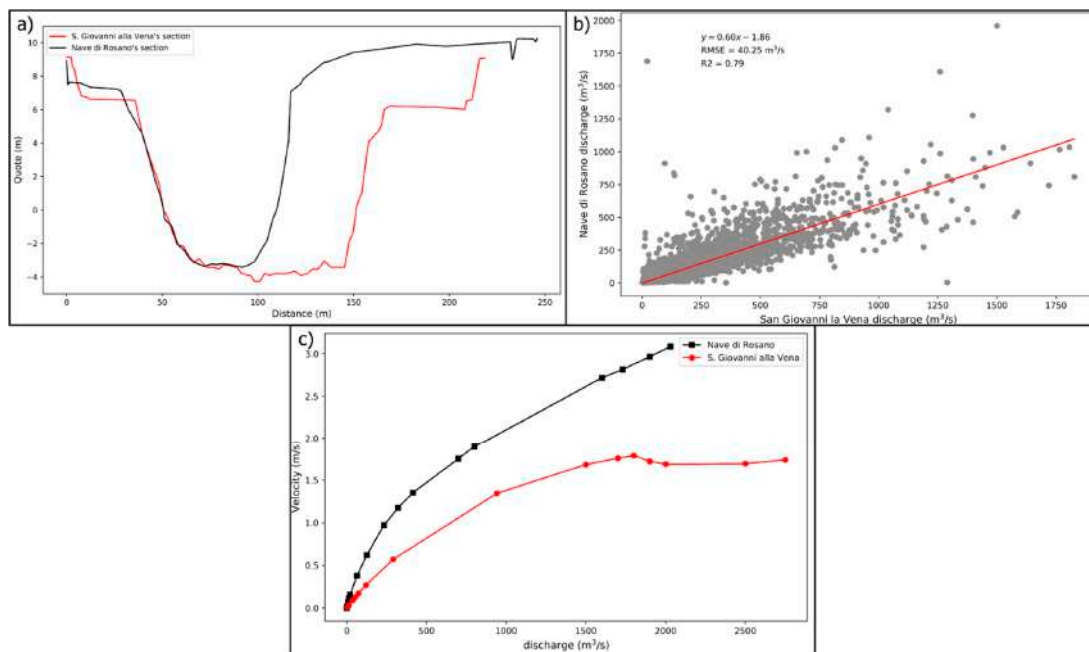 a)
S. Giovanni alla Vena's section
Nave di Rosano's section
10
8
6
4
2
0
−2
−4
Quote (m)
0 50 100 150 200 250
Distance (m)
b)
y = 0.60x − 1.86
RMSE = 40.25 m³/s
R2 = 0.79
2000
1750
1500
1250
1000
750
500
250
0
Nave di Rosano discharge (m³/s)
0 250 500 750 1000 1250 1500 1750
San Giovanni la Vena discharge (m³/s)
c)
Nave di Rosano
S. Giovanni alla Vena
3.0
2.5
2.0
1.5
1.0
0.5
0.0
Velocity (m/s)
0 500 1000 1500 2000 2500
discharge (m³/s)